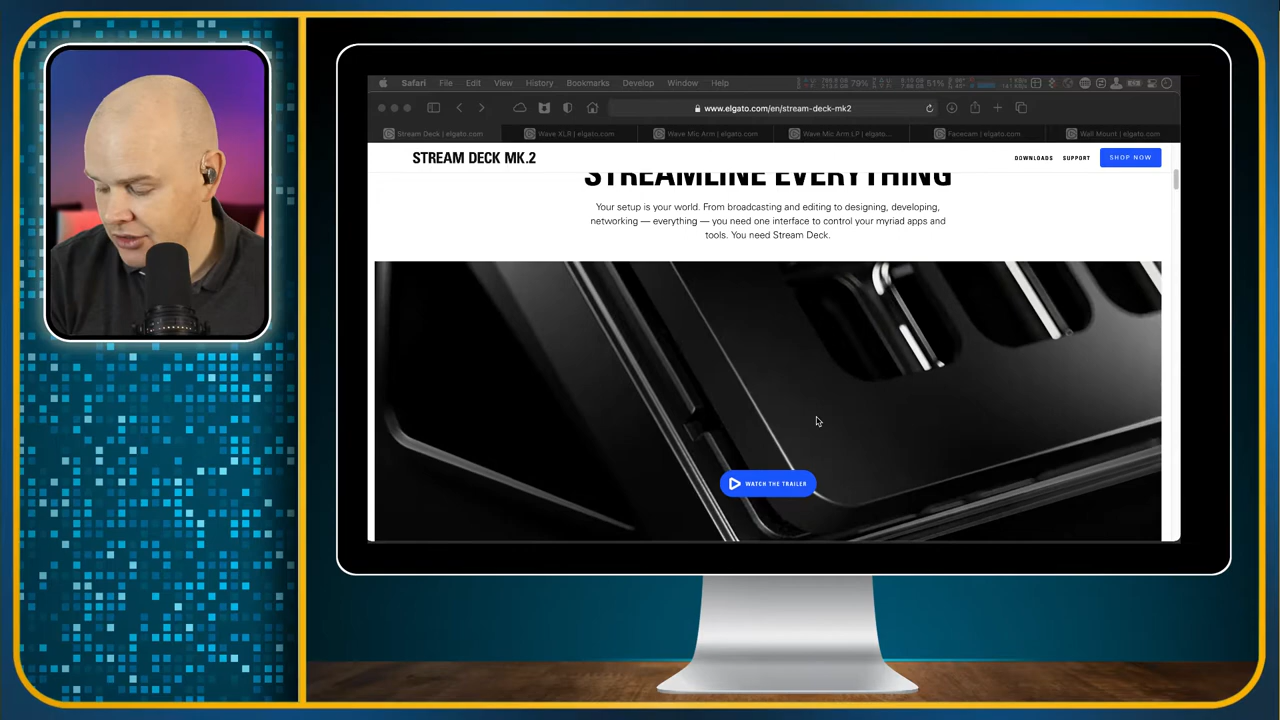 Safari File Edit View History Bookmarks Develop Window Help
79% 51%
www.elgato.com/en/stream-deck-mk2
Stream Deck | elgato.com Wave XLR | elgato.com Wave Mic Arm | elgato.com Wave Mic Arm LP | elgato.com... Facecam | elgato.com Wall Mount | elgato.com
STREAM DECK MK.2 DOWNLOADS SUPPORT SHOP NOW
STREAMLINE EVERYTHING
Your setup is your world. From broadcasting and editing to designing, developing,
networking — everything — you need one interface to control your myriad apps and
tools. You need Stream Deck.
WATCH THE TRAILER